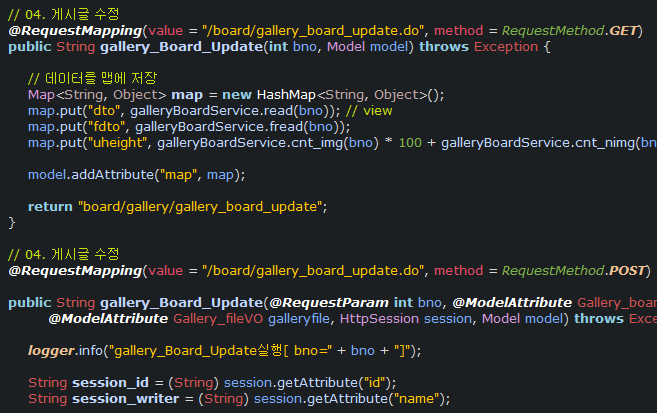 // 04. 게시글 수정
@RequestMapping(value = "/board/gallery_board_update.do", method = RequestMethod.GET)
public String gallery_Board_Update(int bno, Model model) throws Exception {
// 데이터를 맵에 저장
Map<String, Object> map = new HashMap<String, Object>();
map.put("dto", galleryBoardService.read(bno)); // view
map.put("fdto", galleryBoardService.fread(bno));
map.put("uheight", galleryBoardService.cnt_img(bno) * 100 + galleryBoardService.cnt_nimg(bn
model.addAttribute("map", map);
return "board/gallery/gallery_board_update";
}
// 04. 게시글 수정
@RequestMapping(value = "/board/gallery_board_update.do", method = RequestMethod.POST)
public String gallery_Board_Update(@RequestParam int bno, @ModelAttribute Gallery_boar
@ModelAttribute Gallery_fileVO galleryfile, HttpSession session, Model model) throws Exce
logger.info("gallery_Board_Update실행[ bno=" + bno + "]");
String session_id = (String) session.getAttribute("id");
String session_writer = (String) session.getAttribute("name");